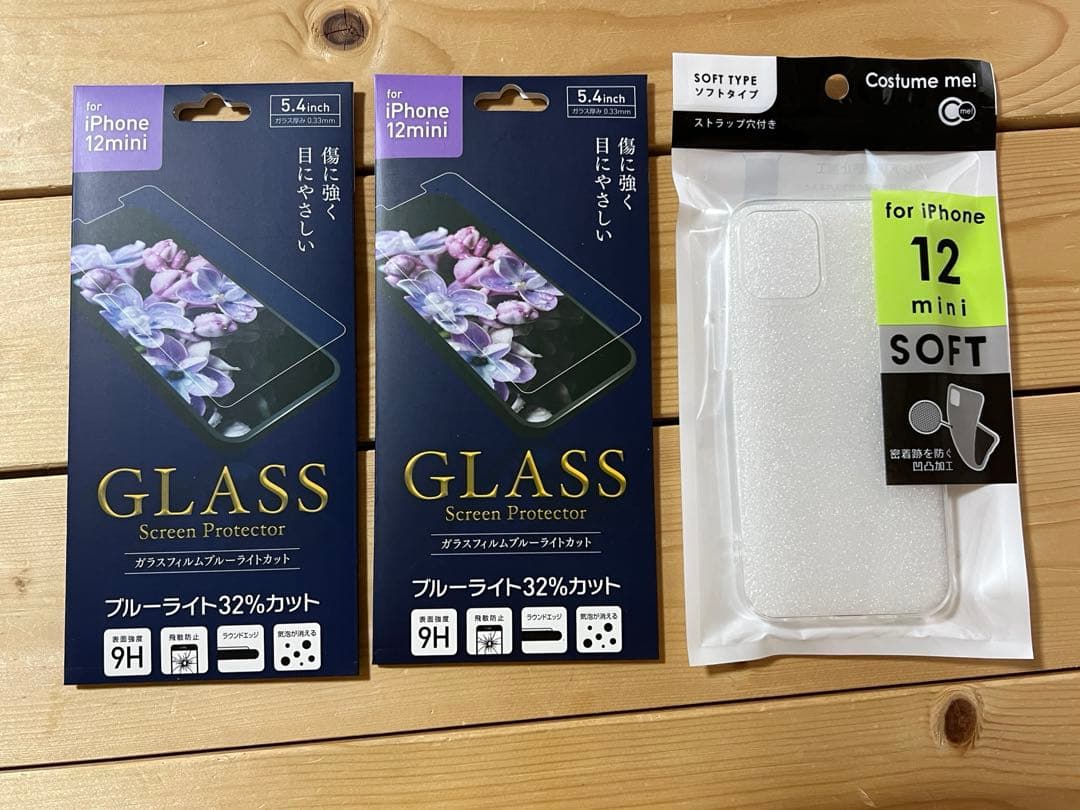 for
iPhone
12mini
5.4inch
ガラス厚み 0.33mm
傷に強く
目にやさしい
GLASS
Screen Protector
ガラスフィルムブルーライトカット
ブルーライト32%カット
表面強度
9H
飛散防止
ラウンドエッジ
気泡が消える
for
iPhone
12mini
5.4inch
ガラス厚み 0.33mm
傷に強く
目にやさしい
GLASS
Screen Protector
ガラスフィルムブルーライトカット
ブルーライト32%カット
表面強度
9H
飛散防止
ラウンドエッジ
気泡が消える
SOFT TYPE
ソフトタイプ
ストラップ穴付き
Costume me!
me!
for iPhone
12
mini
SOFT
密着跡を防ぐ
凹凸加工